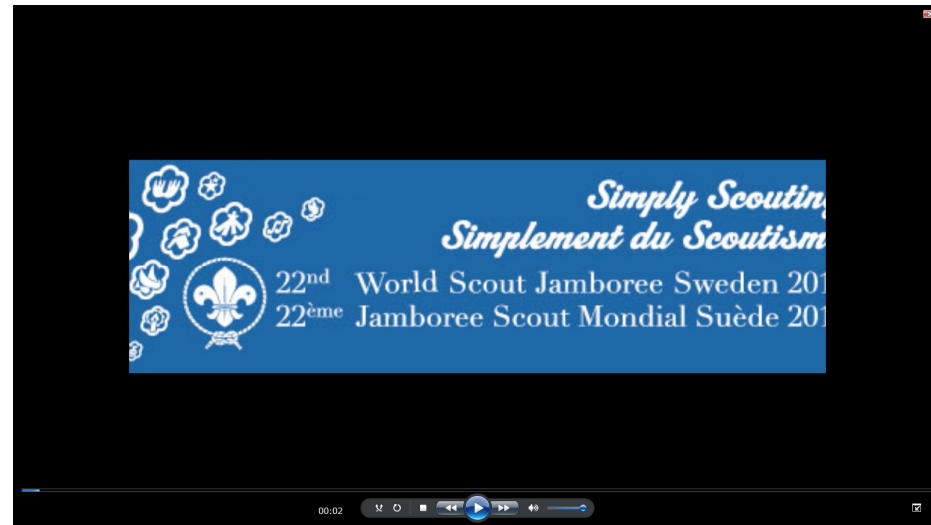 Simply Scoutin
Simplement du Scoutism
22nd World Scout Jamboree Sweden 201
22ème Jamboree Scout Mondial Suède 201
00:02